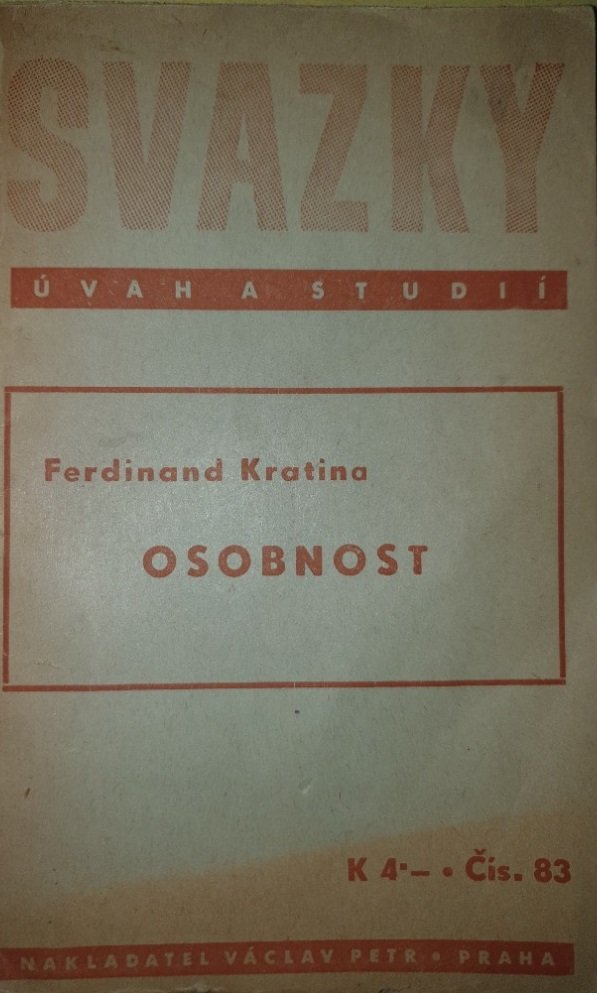 SVAZKY
ÚVAH A STUDIÍ
Ferdinand Kratina
OSOBNOST
K 4·– • Čís. 83
NAKLADATEL VÁCLAV PETR • PRAHA